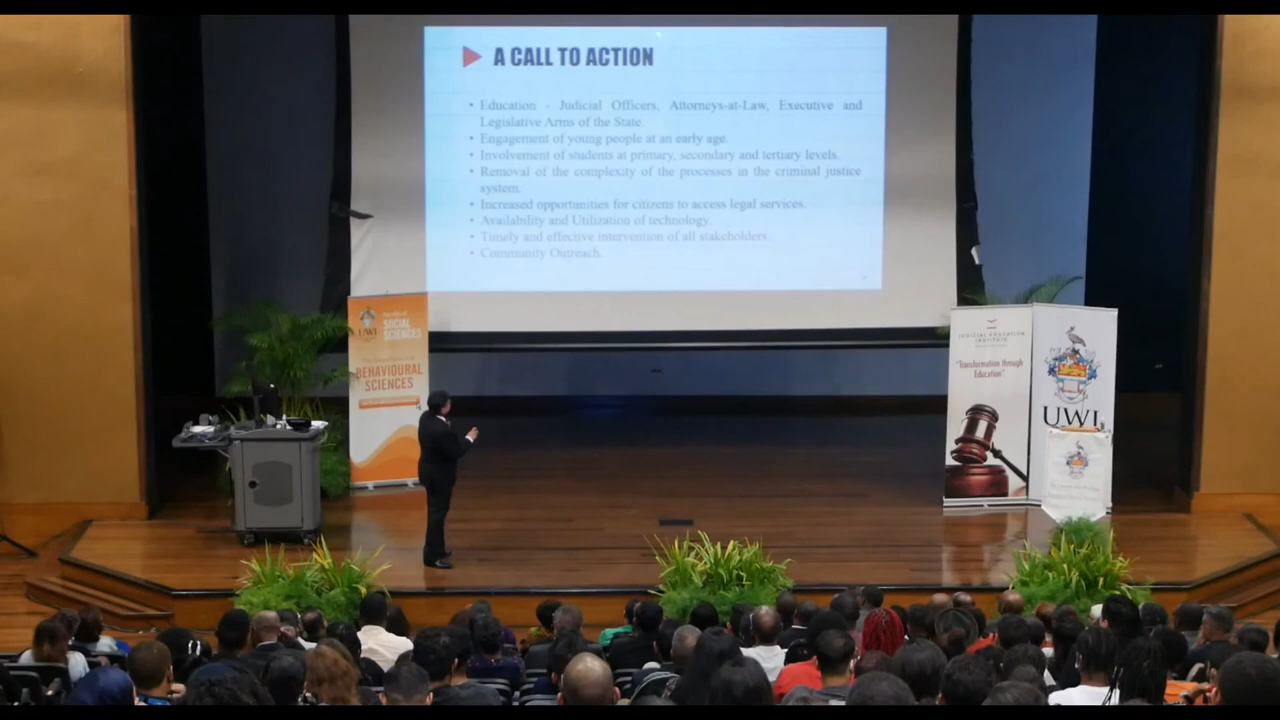 A CALL TO ACTION
• Education - Judicial Officers, Attorneys-at-Law, Executive and
Legislative Arms of the State.
• Engagement of young people at an early age.
• Involvement of students at primary, secondary and tertiary levels.
• Removal of the complexity of the processes in the criminal justice
system.
• Increased opportunities for citizens to access legal services.
• Availability and Utilization of technology.
• Timely and effective intervention of all stakeholders.
• Community Outreach.
UWI
SOCIAL
SCIENCES
BEHAVIOURAL
SCIENCES
JUDICIAL EDUCATION
INSTITUTE
"Transformation through
Education"
UWI